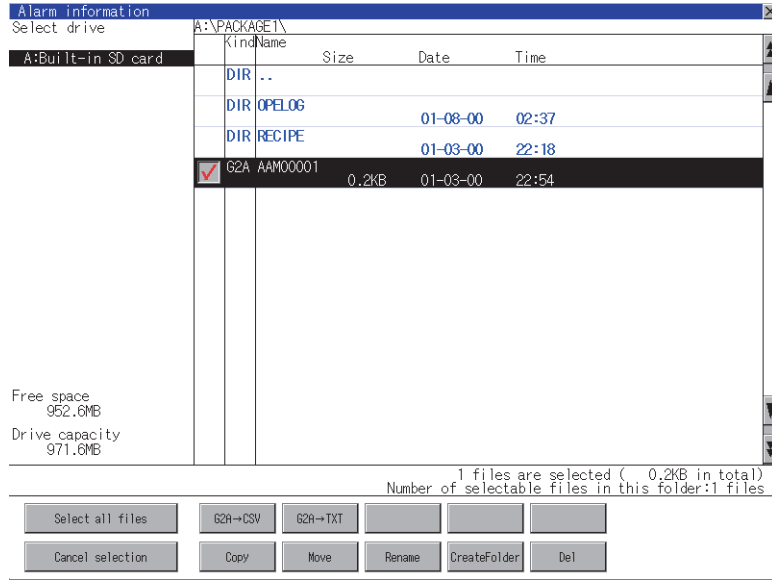 Alarm information
Select drive
A:\PACKAGE1\
Kind Name
Size Date Time
A:Built-in SD card
DIR ..
DIR OPELOG
01-08-00 02:37
DIR RECIPE
01-03-00 22:18
G2A AAM00001
0.2KB 01-03-00 22:54
Free space
952.6MB
Drive capacity
971.6MB
1 files are selected ( 0.2KB in total)
Number of selectable files in this folder:1 files
Select all files G2A→CSV G2A→TXT
Cancel selection Copy Move Rename CreateFolder Del